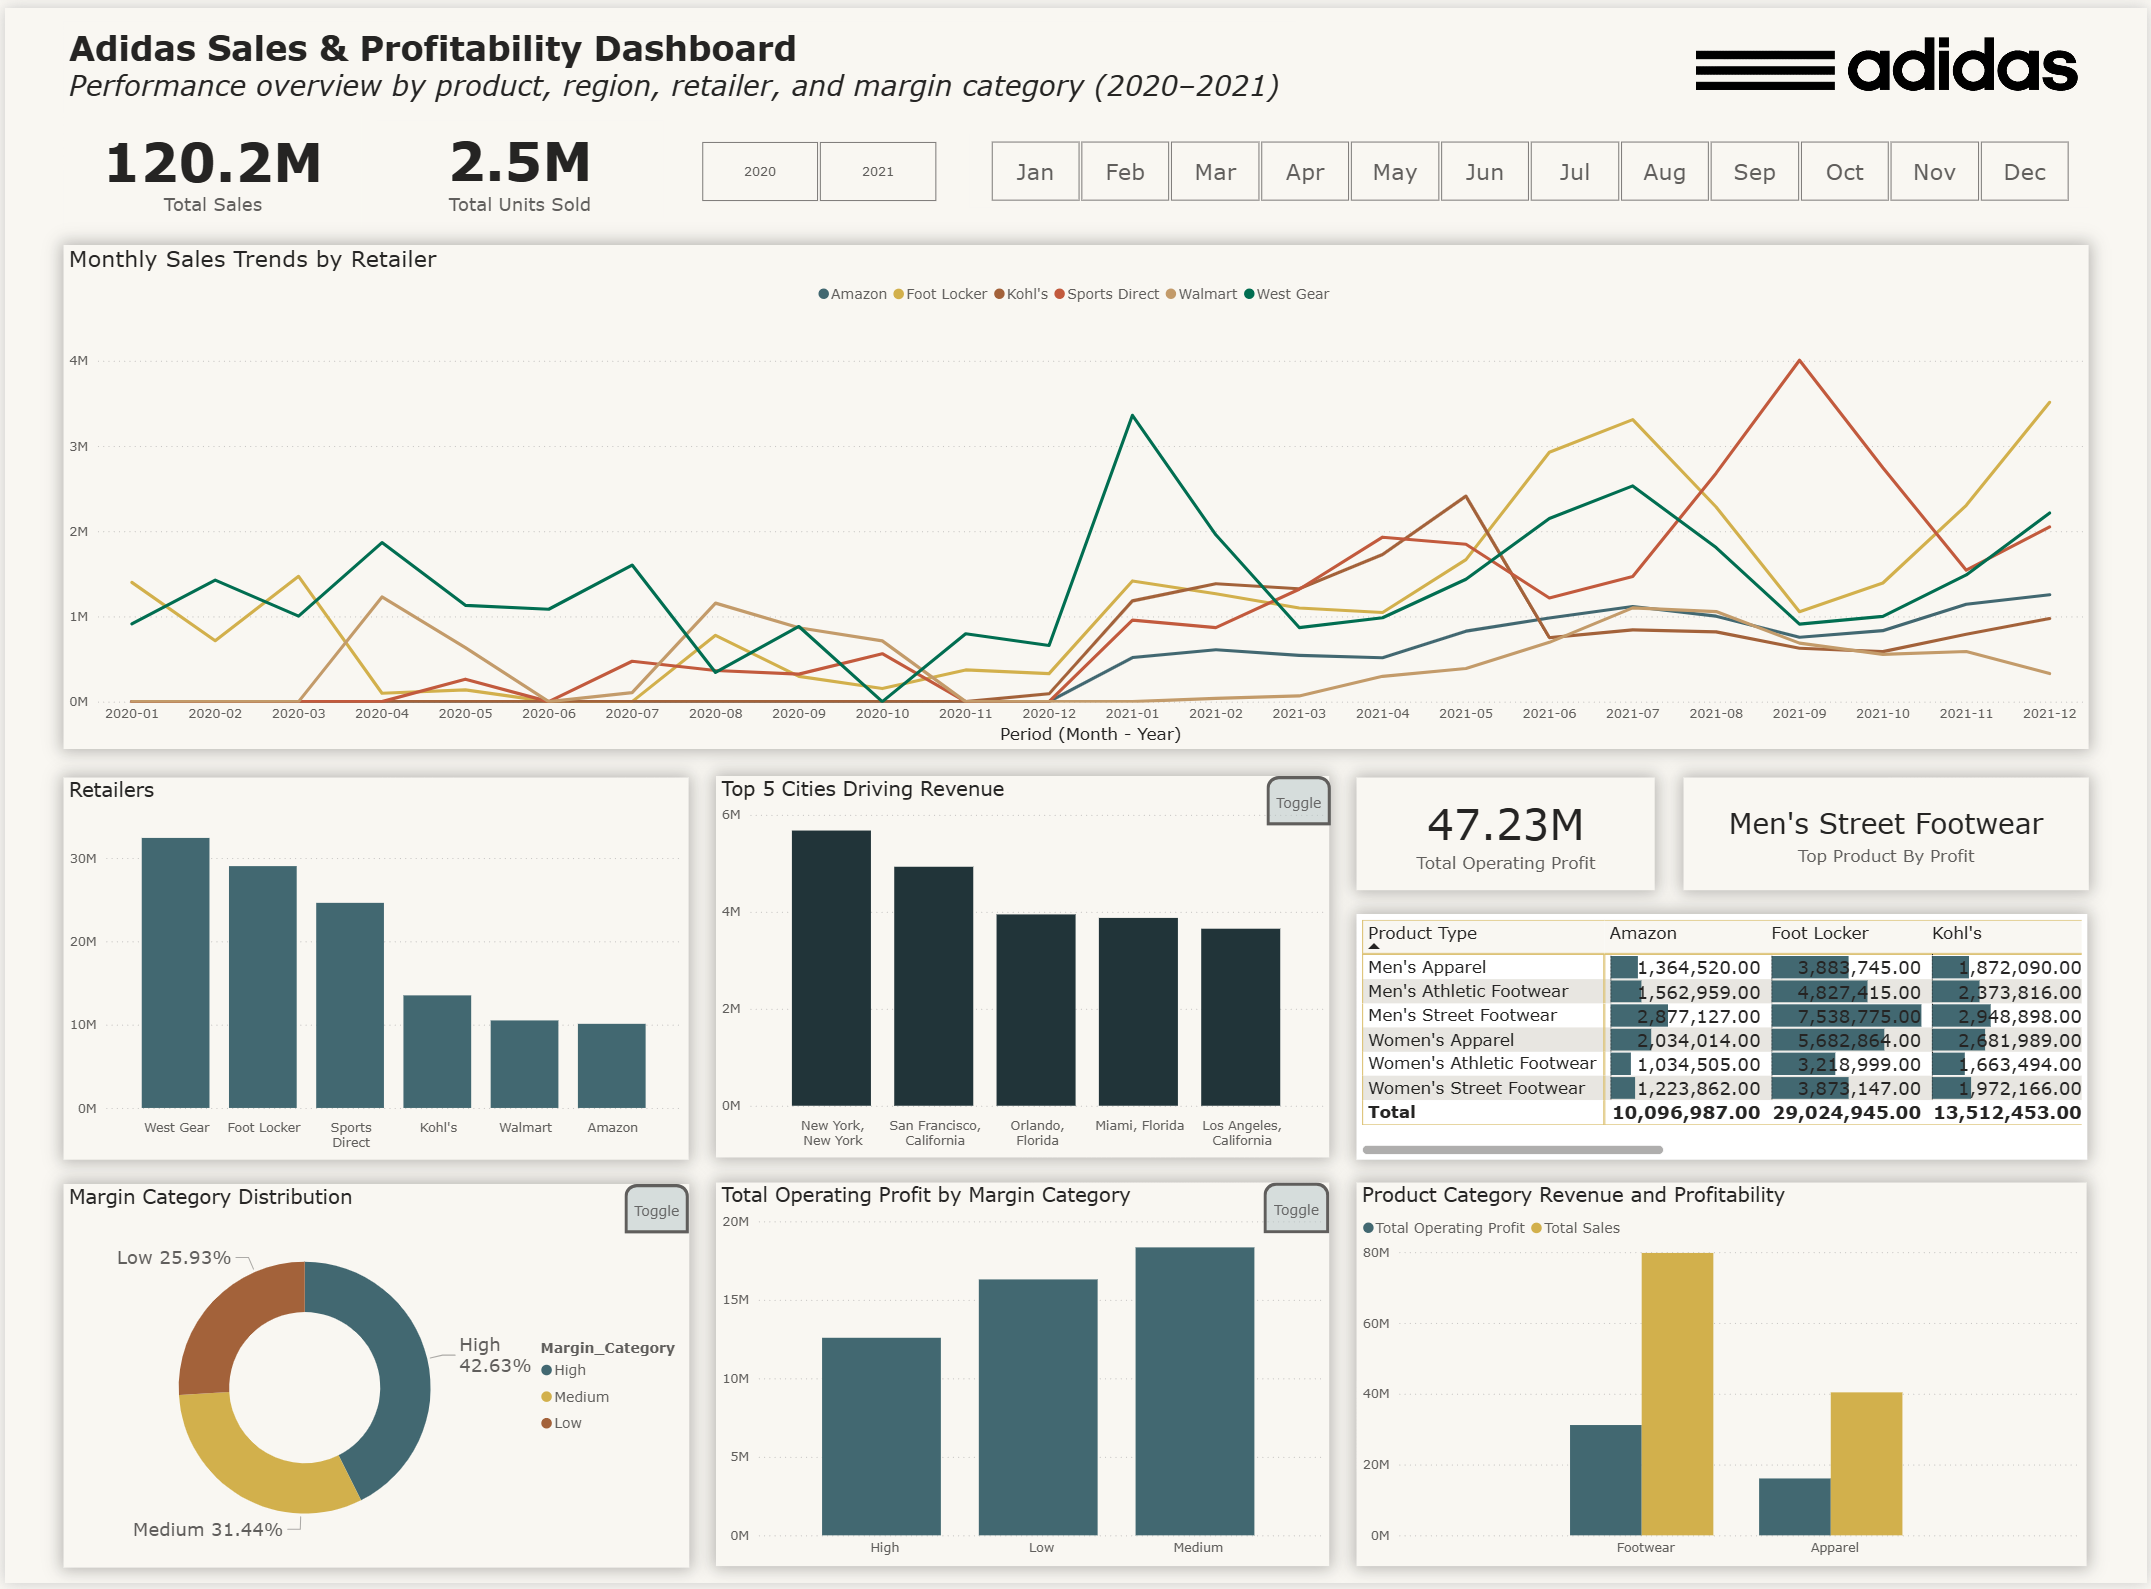 Adidas Sales & Profitability Dashboard
Performance overview by product, region, retailer, and margin category (2020–2021)
adidas
120.2M
Total Sales
2.5M
Total Units Sold
2020 2021
Jan Feb Mar Apr May Jun Jul Aug Sep Oct Nov Dec
Monthly Sales Trends by Retailer
Amazon Foot Locker Kohl's Sports Direct Walmart West Gear
4M
3M
2M
1M
0M
2020-01 2020-02 2020-03 2020-04 2020-05 2020-06 2020-07 2020-08 2020-09 2020-10 2020-11 2020-12 2021-01 2021-02 2021-03 2021-04 2021-05 2021-06 2021-07 2021-08 2021-09 2021-10 2021-11 2021-12
Period (Month - Year)
Retailers
30M
20M
10M
0M
West Gear Foot Locker Sports Direct Kohl's Walmart Amazon
Top 5 Cities Driving Revenue
Toggle
6M
4M
2M
0M
New York, New York San Francisco, California Orlando, Florida Miami, Florida Los Angeles, California
47.23M
Total Operating Profit
Men's Street Footwear
Top Product By Profit
Product Type Amazon Foot Locker Kohl's
Men's Apparel 1,364,520.00 3,883,745.00 1,872,090.00
Men's Athletic Footwear 1,562,959.00 4,827,415.00 2,373,816.00
Men's Street Footwear 2,877,127.00 7,538,775.00 2,948,898.00
Women's Apparel 2,034,014.00 5,682,864.00 2,681,989.00
Women's Athletic Footwear 1,034,505.00 3,218,999.00 1,663,494.00
Women's Street Footwear 1,223,862.00 3,873,147.00 1,972,166.00
Total 10,096,987.00 29,024,945.00 13,512,453.00
Margin Category Distribution
Toggle
Low 25.93%
High
42.63%
Medium 31.44%
Margin_Category
High
Medium
Low
Total Operating Profit by Margin Category
Toggle
20M
15M
10M
5M
0M
High Low Medium
Product Category Revenue and Profitability
Total Operating Profit Total Sales
80M
60M
40M
20M
0M
Footwear Apparel